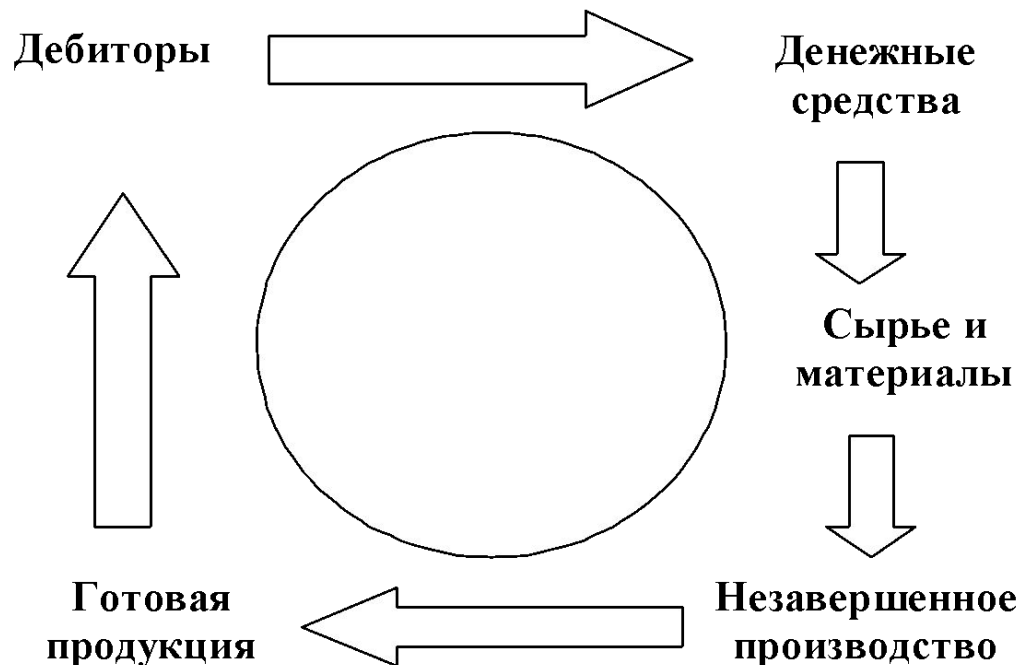 Дебиторы
Денежные
средства
Сырье и
материалы
Незавершенное
производство
Готовая
продукция